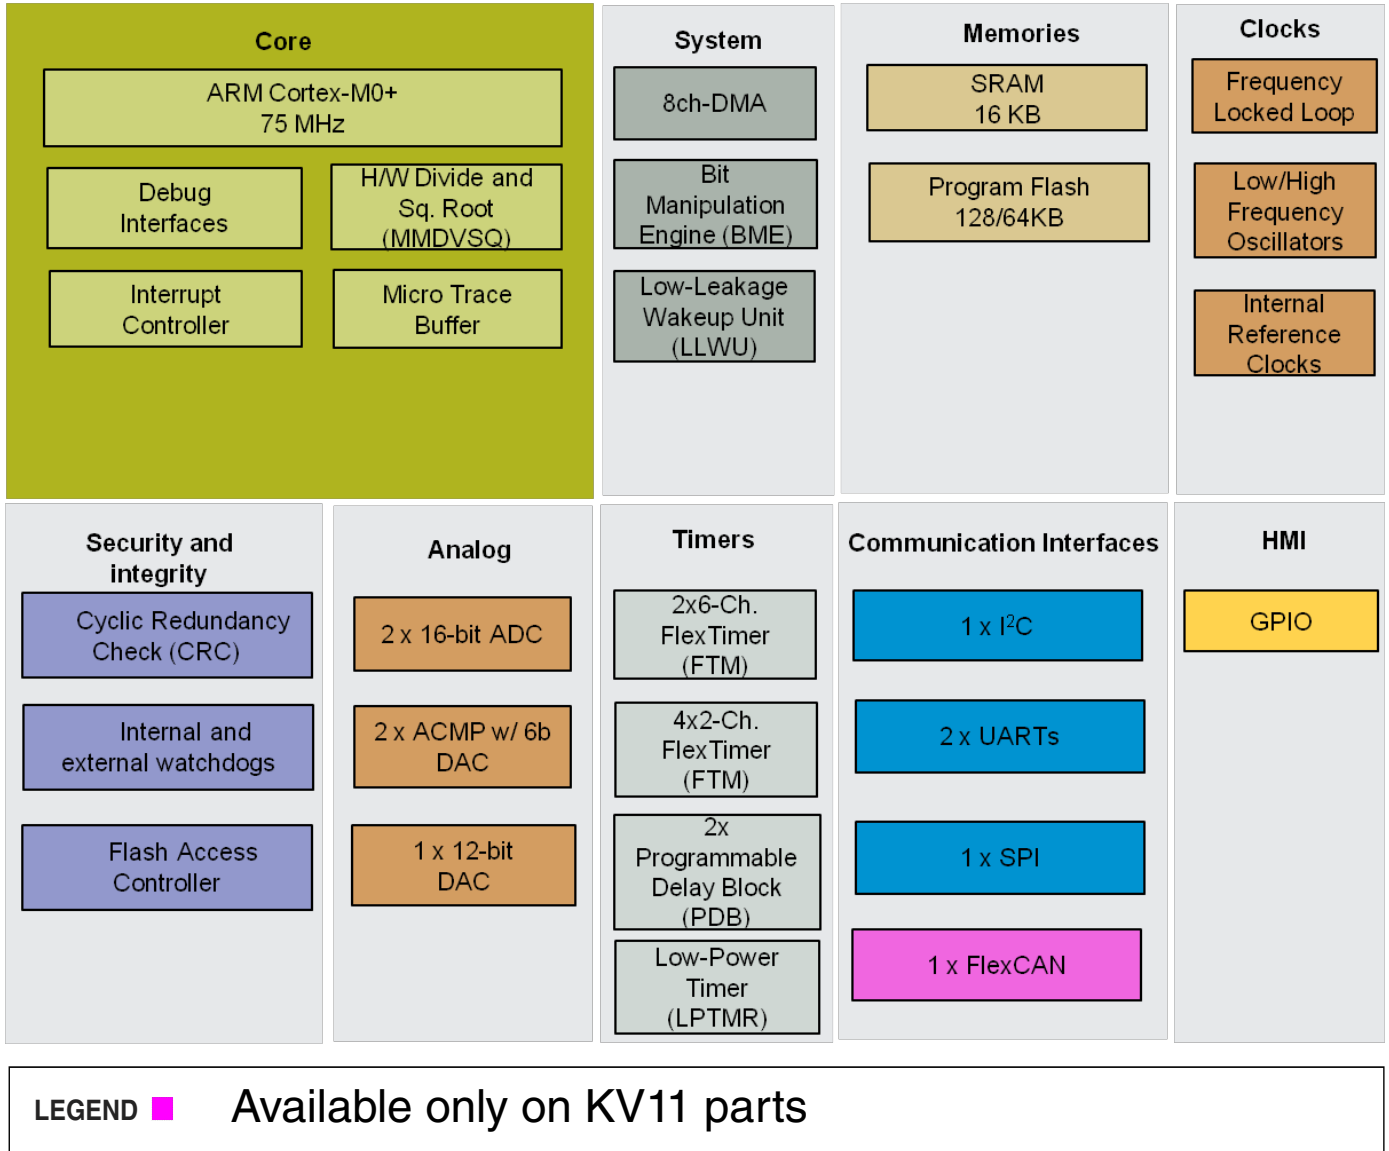 Core
ARM Cortex-M0+
75 MHz
Debug
Interfaces
H/W Divide and
Sq. Root
(MMDVSQ)
Interrupt
Controller
Micro Trace
Buffer
System
8ch-DMA
Bit
Manipulation
Engine (BME)
Low-Leakage
Wakeup Unit
(LLWU)
Memories
SRAM
16 KB
Program Flash
128/64KB
Clocks
Frequency
Locked Loop
Low/High
Frequency
Oscillators
Internal
Reference
Clocks
Security and
integrity
Cyclic Redundancy
Check (CRC)
Internal and
external watchdogs
Flash Access
Controller
Analog
2 x 16-bit ADC
2 x ACMP w/ 6b
DAC
1 x 12-bit
DAC
Timers
2x6-Ch.
FlexTimer
(FTM)
4x2-Ch.
FlexTimer
(FTM)
2x
Programmable
Delay Block
(PDB)
Low-Power
Timer
(LPTMR)
Communication Interfaces
1 x I²C
2 x UARTs
1 x SPI
1 x FlexCAN
HMI
GPIO
LEGEND Available only on KV11 parts